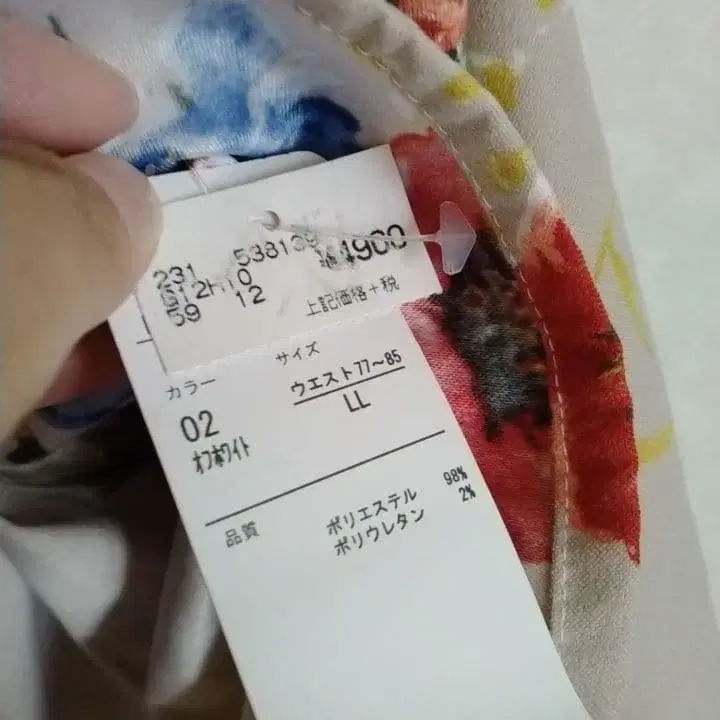 231 538139 ¥4900
G12H10
59 12 上記価格+税
カラー サイズ
02 ウエスト77〜85
オフホワイト LL
品質 ポリエステル 98%
ポリウレタン 2%